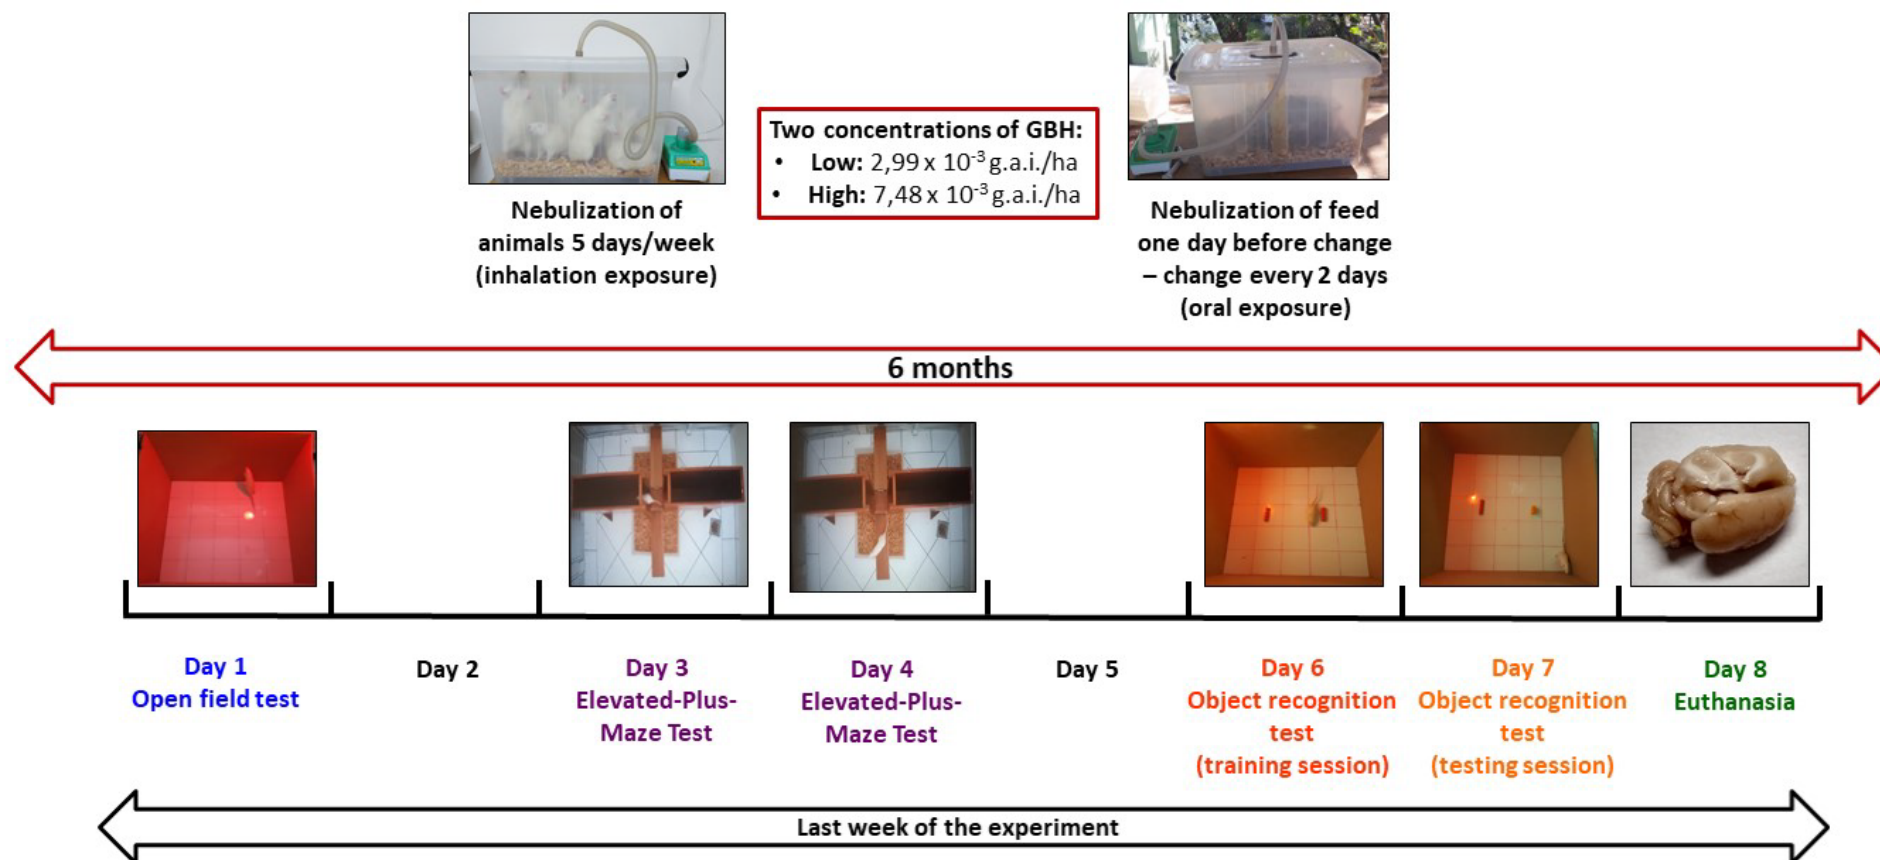 Two concentrations of GBH:
• Low: 2,99 x 10⁻³ g.a.i./ha
• High: 7,48 x 10⁻³ g.a.i./ha
Nebulization of
animals 5 days/week
(inhalation exposure)
Nebulization of feed
one day before change
– change every 2 days
(oral exposure)
6 months
Day 1
Open field test
Day 2
Day 3
Elevated-Plus-
Maze Test
Day 4
Elevated-Plus-
Maze Test
Day 5
Day 6
Object recognition
test
(training session)
Day 7
Object recognition
test
(testing session)
Day 8
Euthanasia
Last week of the experiment